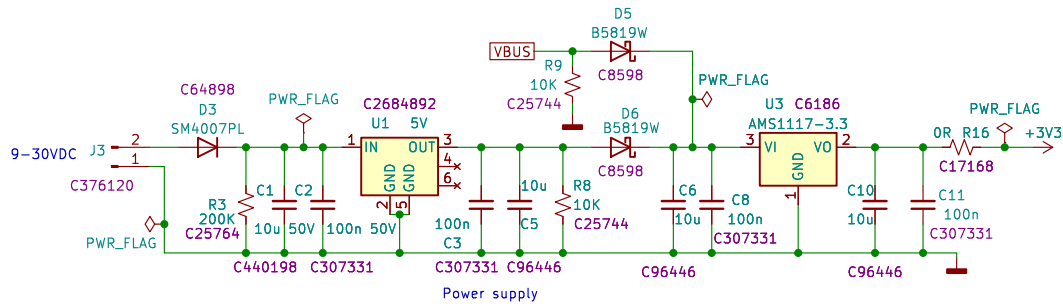 D5
B5819W
VBUS
R9
10K
C8598
C25744
PWR_FLAG
C64898
D3
SM4007PL
PWR_FLAG
C2684892
U1 5V
D6
B5819W
U3 C6186
AMS1117-3.3
PWR_FLAG
0R R16
+3V3
9-30VDC
J3
2
1
1
IN OUT
3
4
6
GND
GND
2
5
C8598
3
VI VO
2
GND
1
C17168
C376120
PWR_FLAG
R3
200K
C25764
C1
10u 50V
C440198
C2
100n 50V
C307331
100n
C3
C307331
10u
C5
C96446
R8
10K
C25744
C6
10u
C96446
C8
100n
C307331
C10
10u
C96446
C11
100n
C307331
Power supply